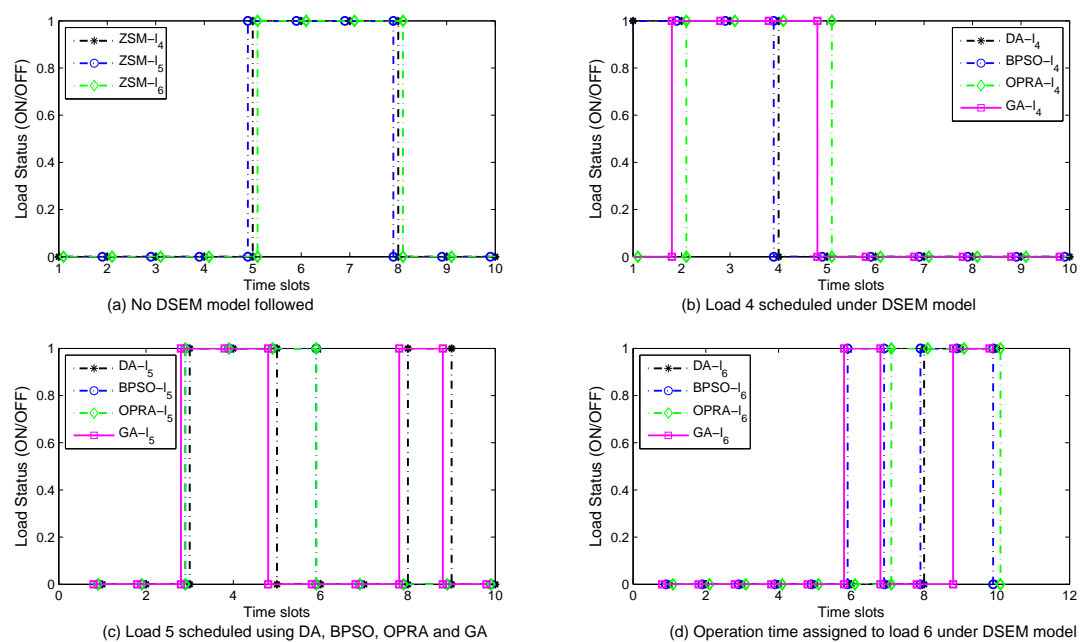 ZSM–I4
ZSM–I5
ZSM–I6
Load Status (ON/OFF)
1
0.8
0.6
0.4
0.2
0
1 2 3 4 5 6 7 8 9 10
Time slots
(a) No DSEM model followed
DA–I4
BPSO–I4
OPRA–I4
GA–I4
Load Status (ON/OFF)
1
0.8
0.6
0.4
0.2
0
1 2 3 4 5 6 7 8 9 10
Time slots
(b) Load 4 scheduled under DSEM model
DA–I5
BPSO–I5
OPRA–I5
GA–I5
Load Status (ON/OFF)
1
0.8
0.6
0.4
0.2
0
0 2 4 6 8 10
Time slots
(c) Load 5 scheduled using DA, BPSO, OPRA and GA
DA–I6
BPSO–I6
OPRA–I6
GA–I6
Load Status (ON/OFF)
1
0.8
0.6
0.4
0.2
0
0 2 4 6 8 10 12
Time slots
(d) Operation time assigned to load 6 under DSEM model